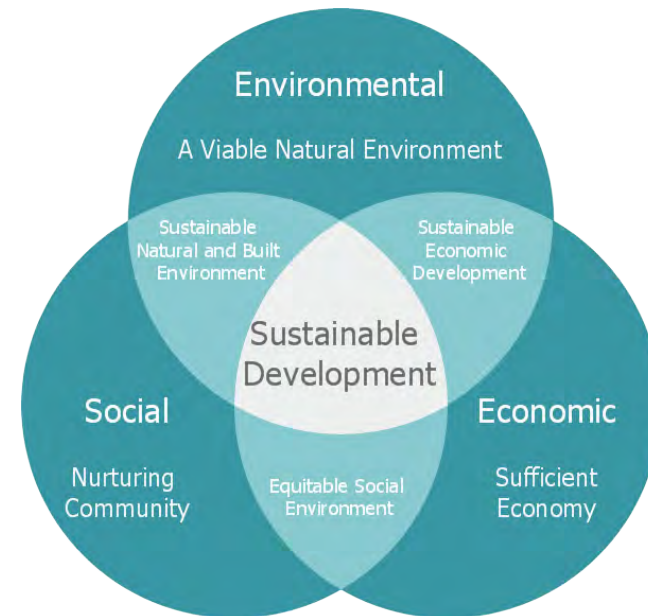 Environmental
A Viable Natural Environment
Sustainable
Natural and Built
Environment
Sustainable
Economic
Development
Sustainable
Development
Social
Nurturing
Community
Economic
Sufficient
Economy
Equitable Social
Environment